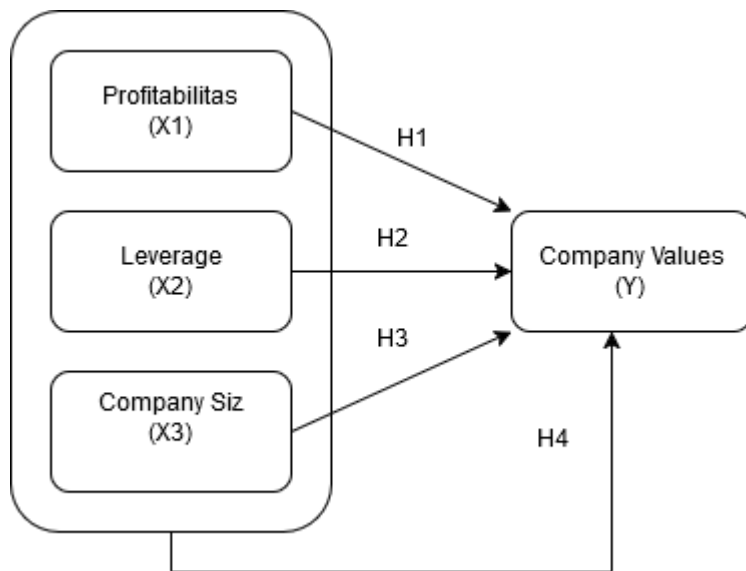 Profitabilitas
(X1)
H1
Leverage
(X2)
H2
Company Values
(Y)
H3
Company Siz
(X3)
H4